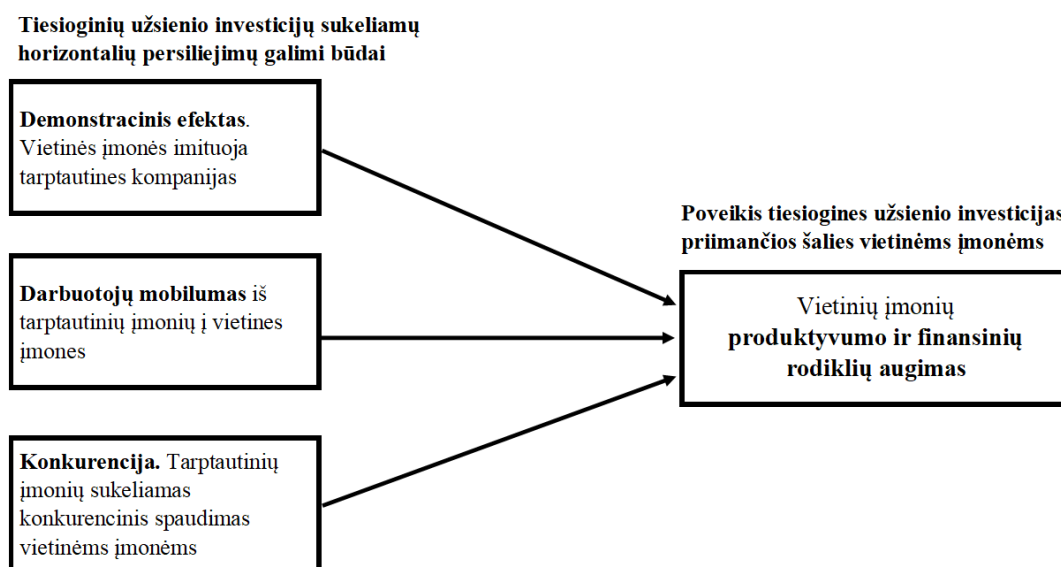 Tiesioginių užsienio investicijų sukeliamų
horizontalių persiliejimų galimi būdai
Demonstracinis efektas.
Vietinės įmonės imituoja
tarptautines kompanijas
Darbuotojų mobilumas iš
tarptautinių įmonių į vietines
įmones
Konkurencija. Tarptautinių
įmonių sukeliamas
konkurencinis spaudimas
vietinėms įmonėms
Poveikis tiesiogines užsienio investicijas
priimančios šalies vietinėms įmonėms
Vietinių įmonių
produktyvumo ir finansinių
rodiklių augimas